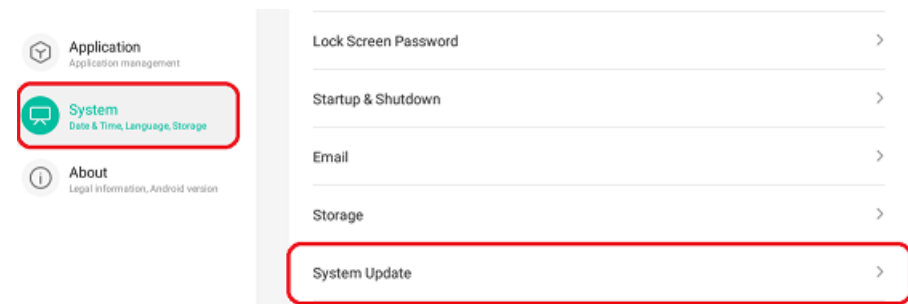 Application
Application management
System
Date & Time, Language, Storage
About
Legal information, Android version
Lock Screen Password
Startup & Shutdown
Email
Storage
System Update